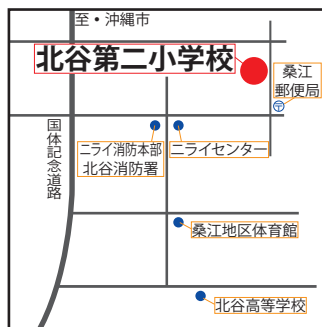 至・沖縄市
北谷第二小学校
桑江
郵便局
〒
国体記念道路
ニライ消防本部
北谷消防署
ニライセンター
桑江地区体育館
北谷高等学校